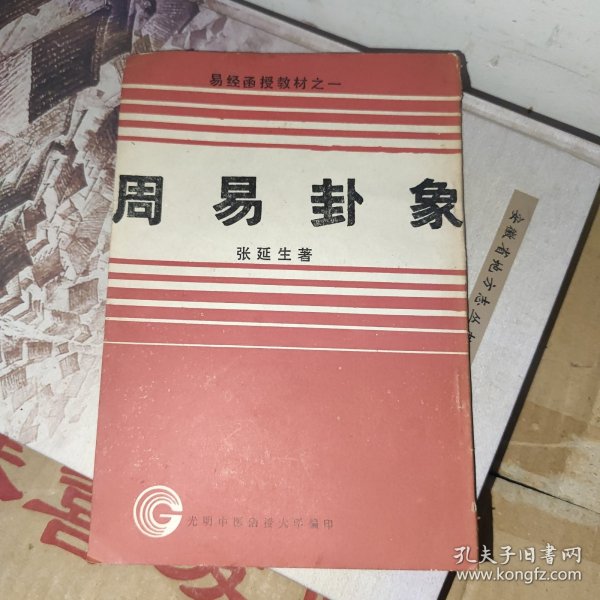 易经函授教材之一
周易卦象
张延生著
光明中医函授大学编印
安徽省地方志丛
孔夫子旧书网
www.kongfz.com